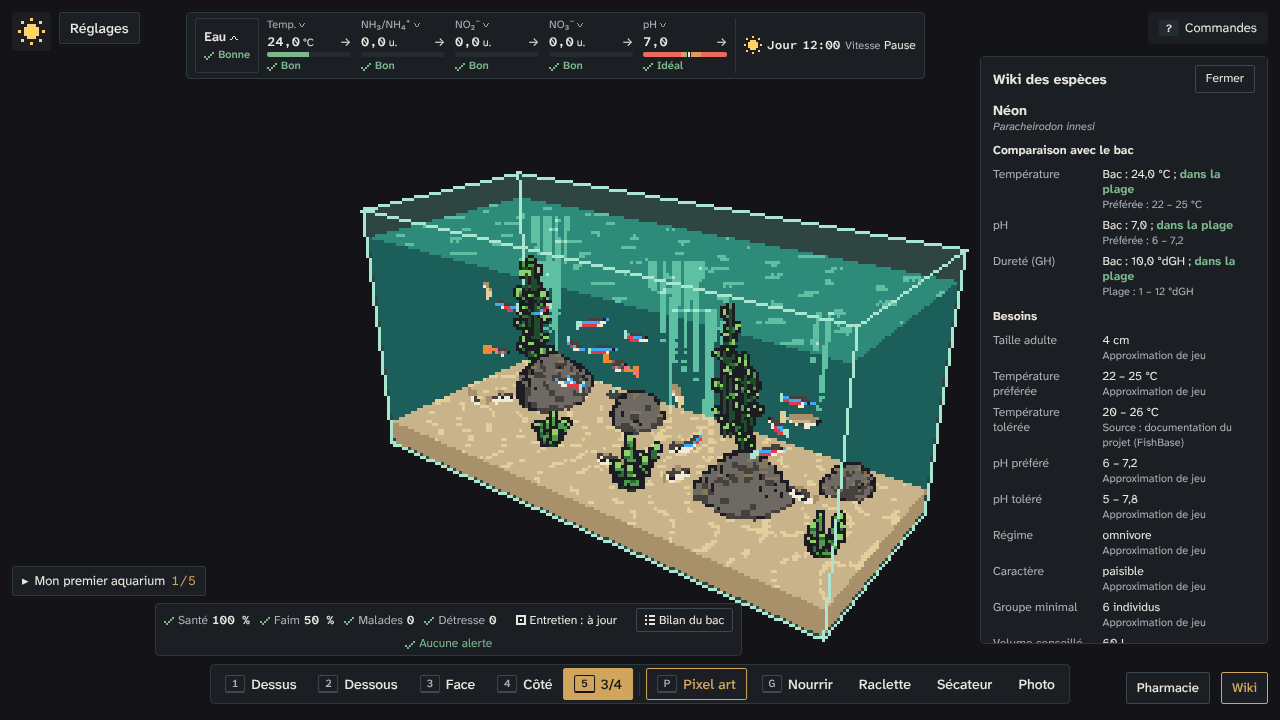 Réglages
Eau
Bonne
Temp.
24,0 °C
Bon
NH₃/NH₄⁺
0,0 u.
Bon
NO₂⁻
0,0 u.
Bon
NO₃⁻
0,0 u.
Bon
pH
7,0
Idéal
Jour 12:00 Vitesse Pause
? Commandes
Wiki des espèces
Fermer
Néon
Paracheirodon innesi
Comparaison avec le bac
Température
Bac : 24,0 °C ; dans la
plage
Préférée : 22 – 25 °C
pH
Bac : 7,0 ; dans la plage
Préférée : 6 – 7,2
Dureté (GH)
Bac : 10,0 °dGH ; dans la
plage
Plage : 1 – 12 °dGH
Besoins
Taille adulte
4 cm
Approximation de jeu
Température
préférée
22 – 25 °C
Approximation de jeu
Température
tolérée
20 – 26 °C
Source : documentation du
projet (FishBase)
pH préféré
6 – 7,2
Approximation de jeu
pH toléré
5 – 7,8
Approximation de jeu
Régime
omnivore
Approximation de jeu
Caractère
paisible
Approximation de jeu
Groupe minimal
6 individus
Approximation de jeu
Volume conseillé
60 L
Mon premier aquarium 1/5
Santé 100 %
Faim 50 %
Malades 0
Détresse 0
Entretien : à jour
Bilan du bac
Aucune alerte
1 Dessus
2 Dessous
3 Face
4 Côté
5 3/4
P Pixel art
G Nourrir
Raclette
Sécateur
Photo
Pharmacie
Wiki